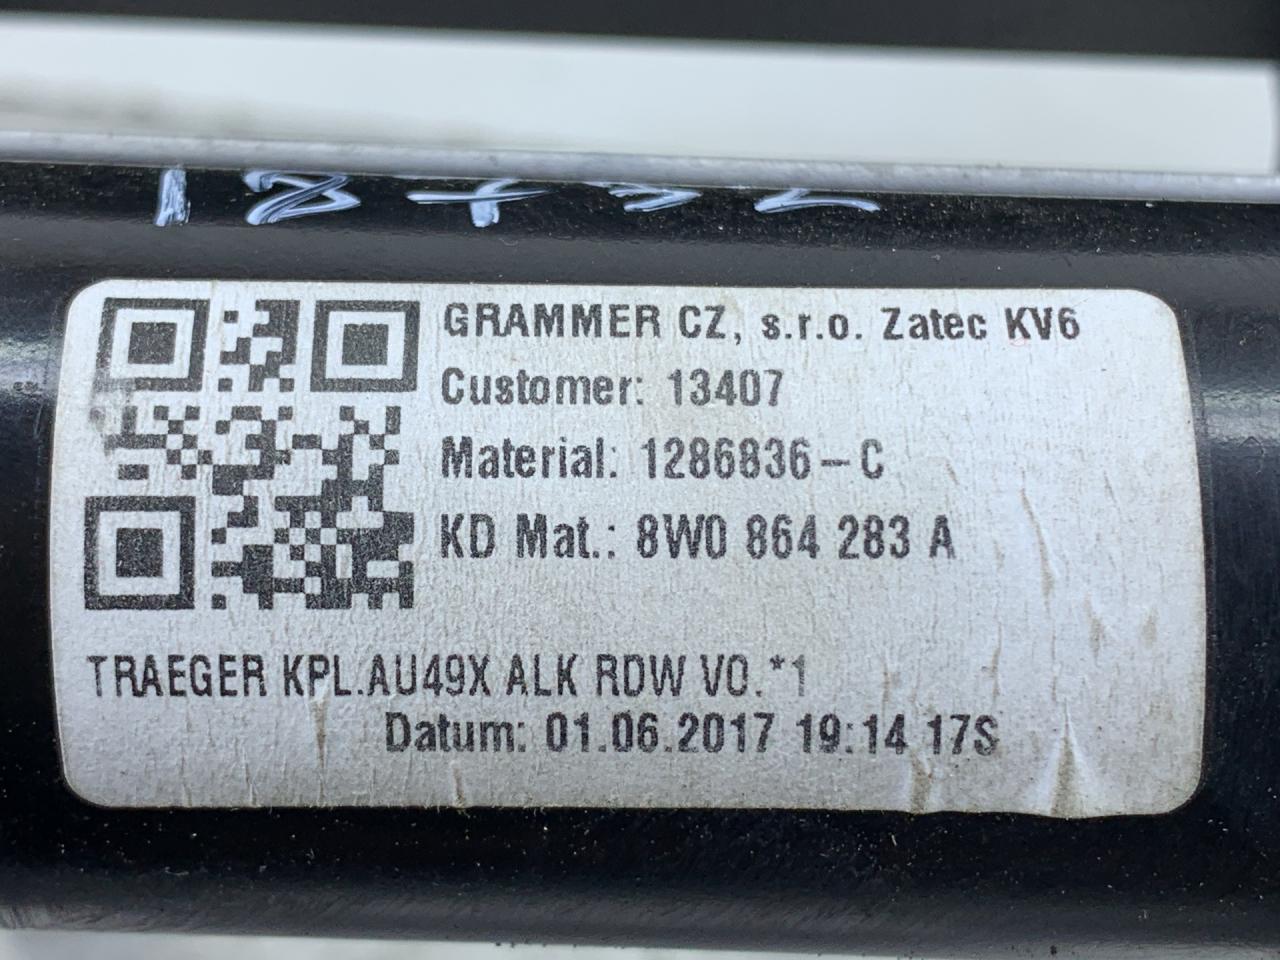 GRAMMER CZ, s.r.o. Zatec KV6
Customer: 13407
Material: 1286836-C
KD Mat.: 8W0 864 283 A
TRAEGER KPL.AU49X ALK RDW VO.*1
Datum: 01.06.2017 19:14 17S